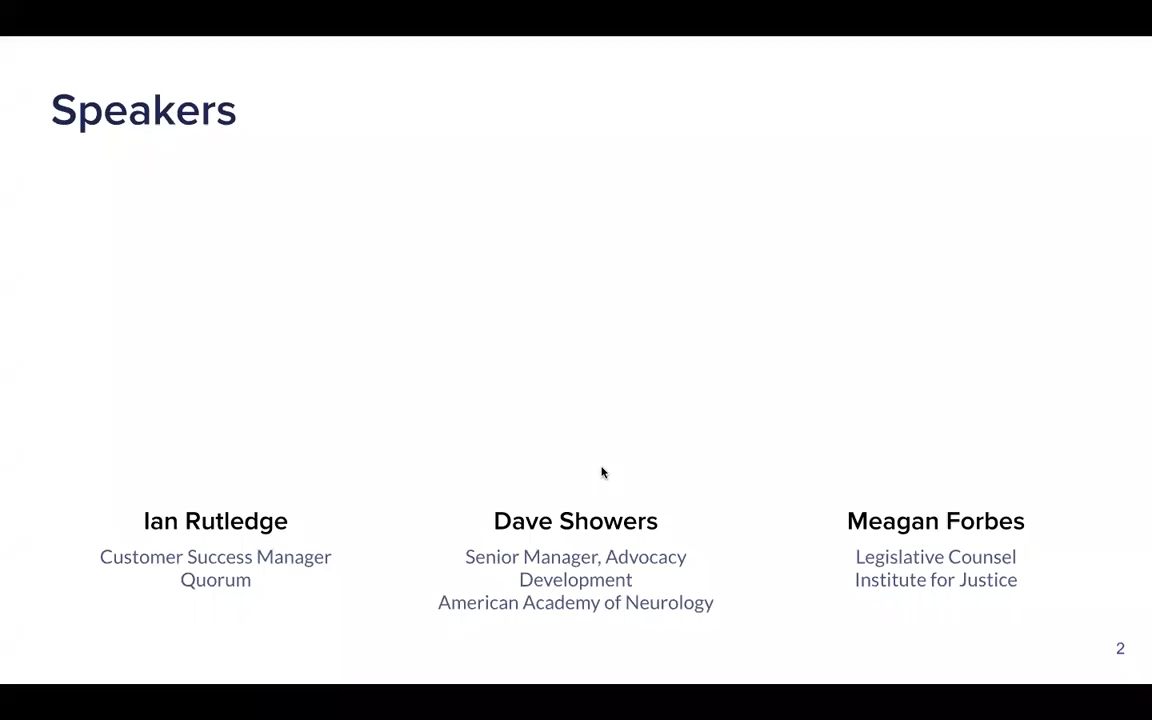 Speakers
Ian Rutledge
Customer Success Manager
Quorum
Dave Showers
Senior Manager, Advocacy
Development
American Academy of Neurology
Meagan Forbes
Legislative Counsel
Institute for Justice
2